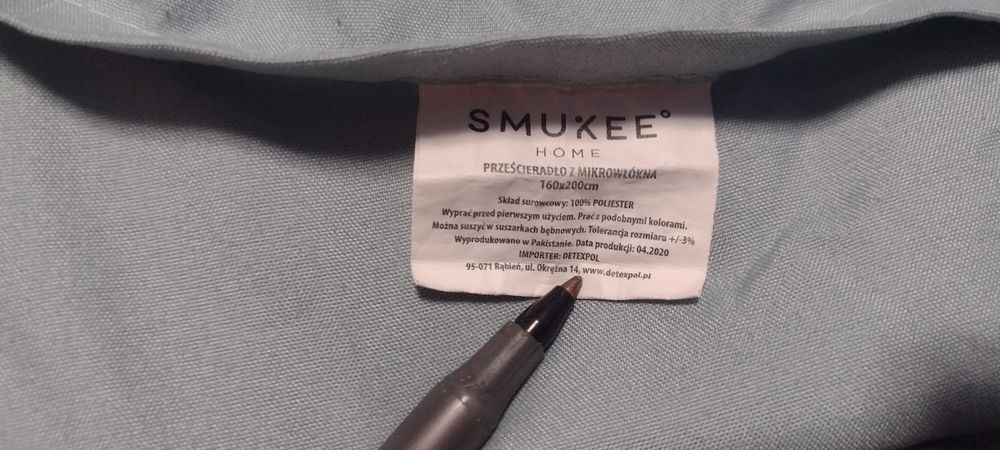 SMUKEE°
HOME
PRZEŚCIERADŁO Z MIKROWŁÓKNA
160x200cm
Skład surowcowy: 100% POLIESTER
Wyprać przed pierwszym użyciem. Prać z podobnymi kolorami.
Można suszyć w suszarkach bębnowych. Tolerancja rozmiaru +/-3%
Wyprodukowano w Pakistanie. Data produkcji: 04.2020
IMPORTER: DETEXPOL
95-071 Rąbień, ul. Okrężna 14, www.detexpol.pl